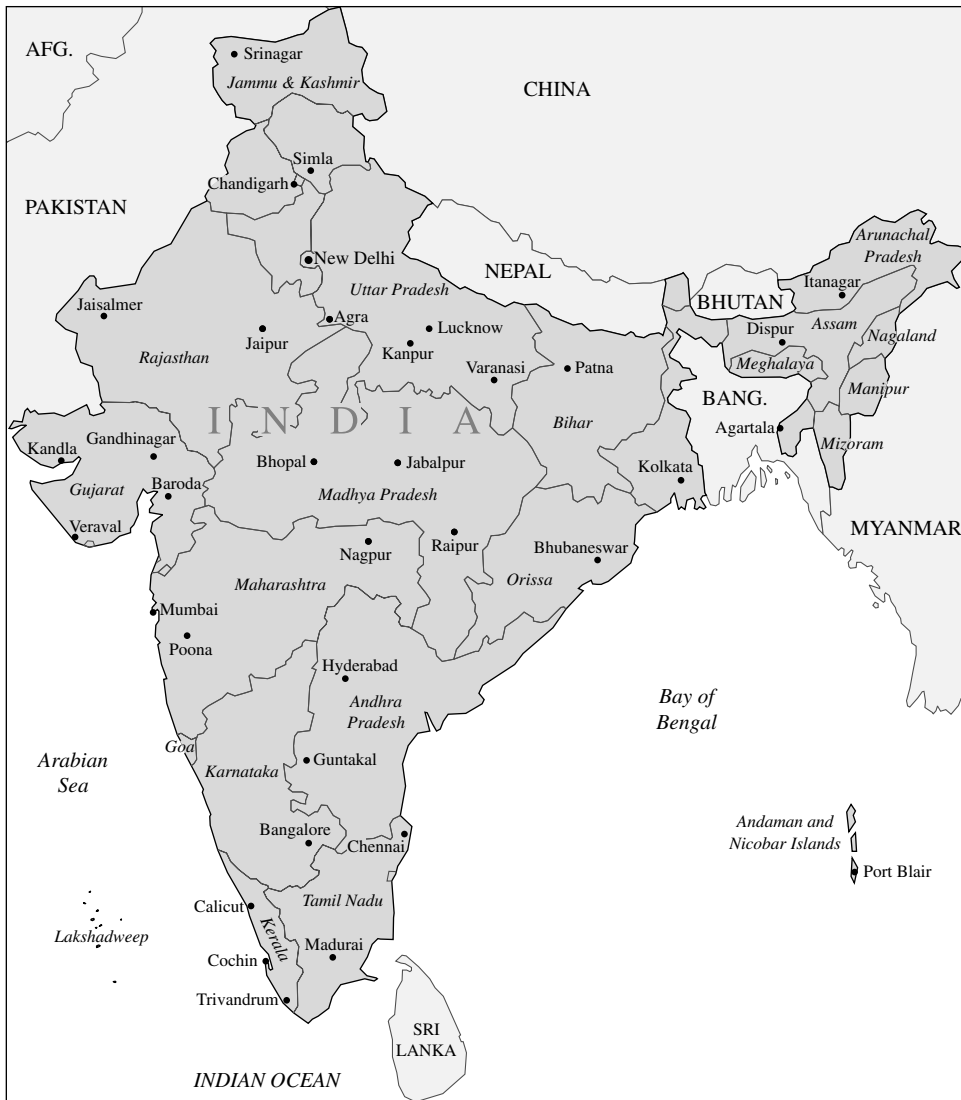 AFG.
Srinagar
Jammu & Kashmir
CHINA
Simla
Chandigarh
PAKISTAN
Arunachal
Pradesh
New Delhi
NEPAL
Uttar Pradesh
BHUTAN
Itanagar
Jaisalmer
Agra
Lucknow
Dispur
Assam
Nagaland
Rajasthan
Jaipur
Kanpur
Varanasi
Patna
Meghalaya
Manipur
BANG.
INDIA
Bihar
Agartala
Mizoram
Kandla
Gandhinagar
Bhopal
Jabalpur
Kolkata
Gujarat
Baroda
Madhya Pradesh
Veraval
Nagpur
Raipur
Bhubaneswar
MYANMAR
Maharashtra
Orissa
Mumbai
Poona
Hyderabad
Andhra
Pradesh
Bay of
Bengal
Goa
Arabian
Sea
Karnataka
Guntakal
Bangalore
Chennai
Andaman and
Nicobar Islands
Port Blair
Calicut
Tamil Nadu
Kerala
Lakshadweep
Cochin
Madurai
Trivandrum
SRI
LANKA
INDIAN OCEAN